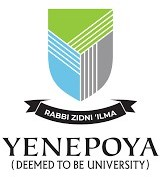 RABBI ZIDNI 'ILMA
YENEPOYA
(DEEMED TO BE UNIVERSITY)